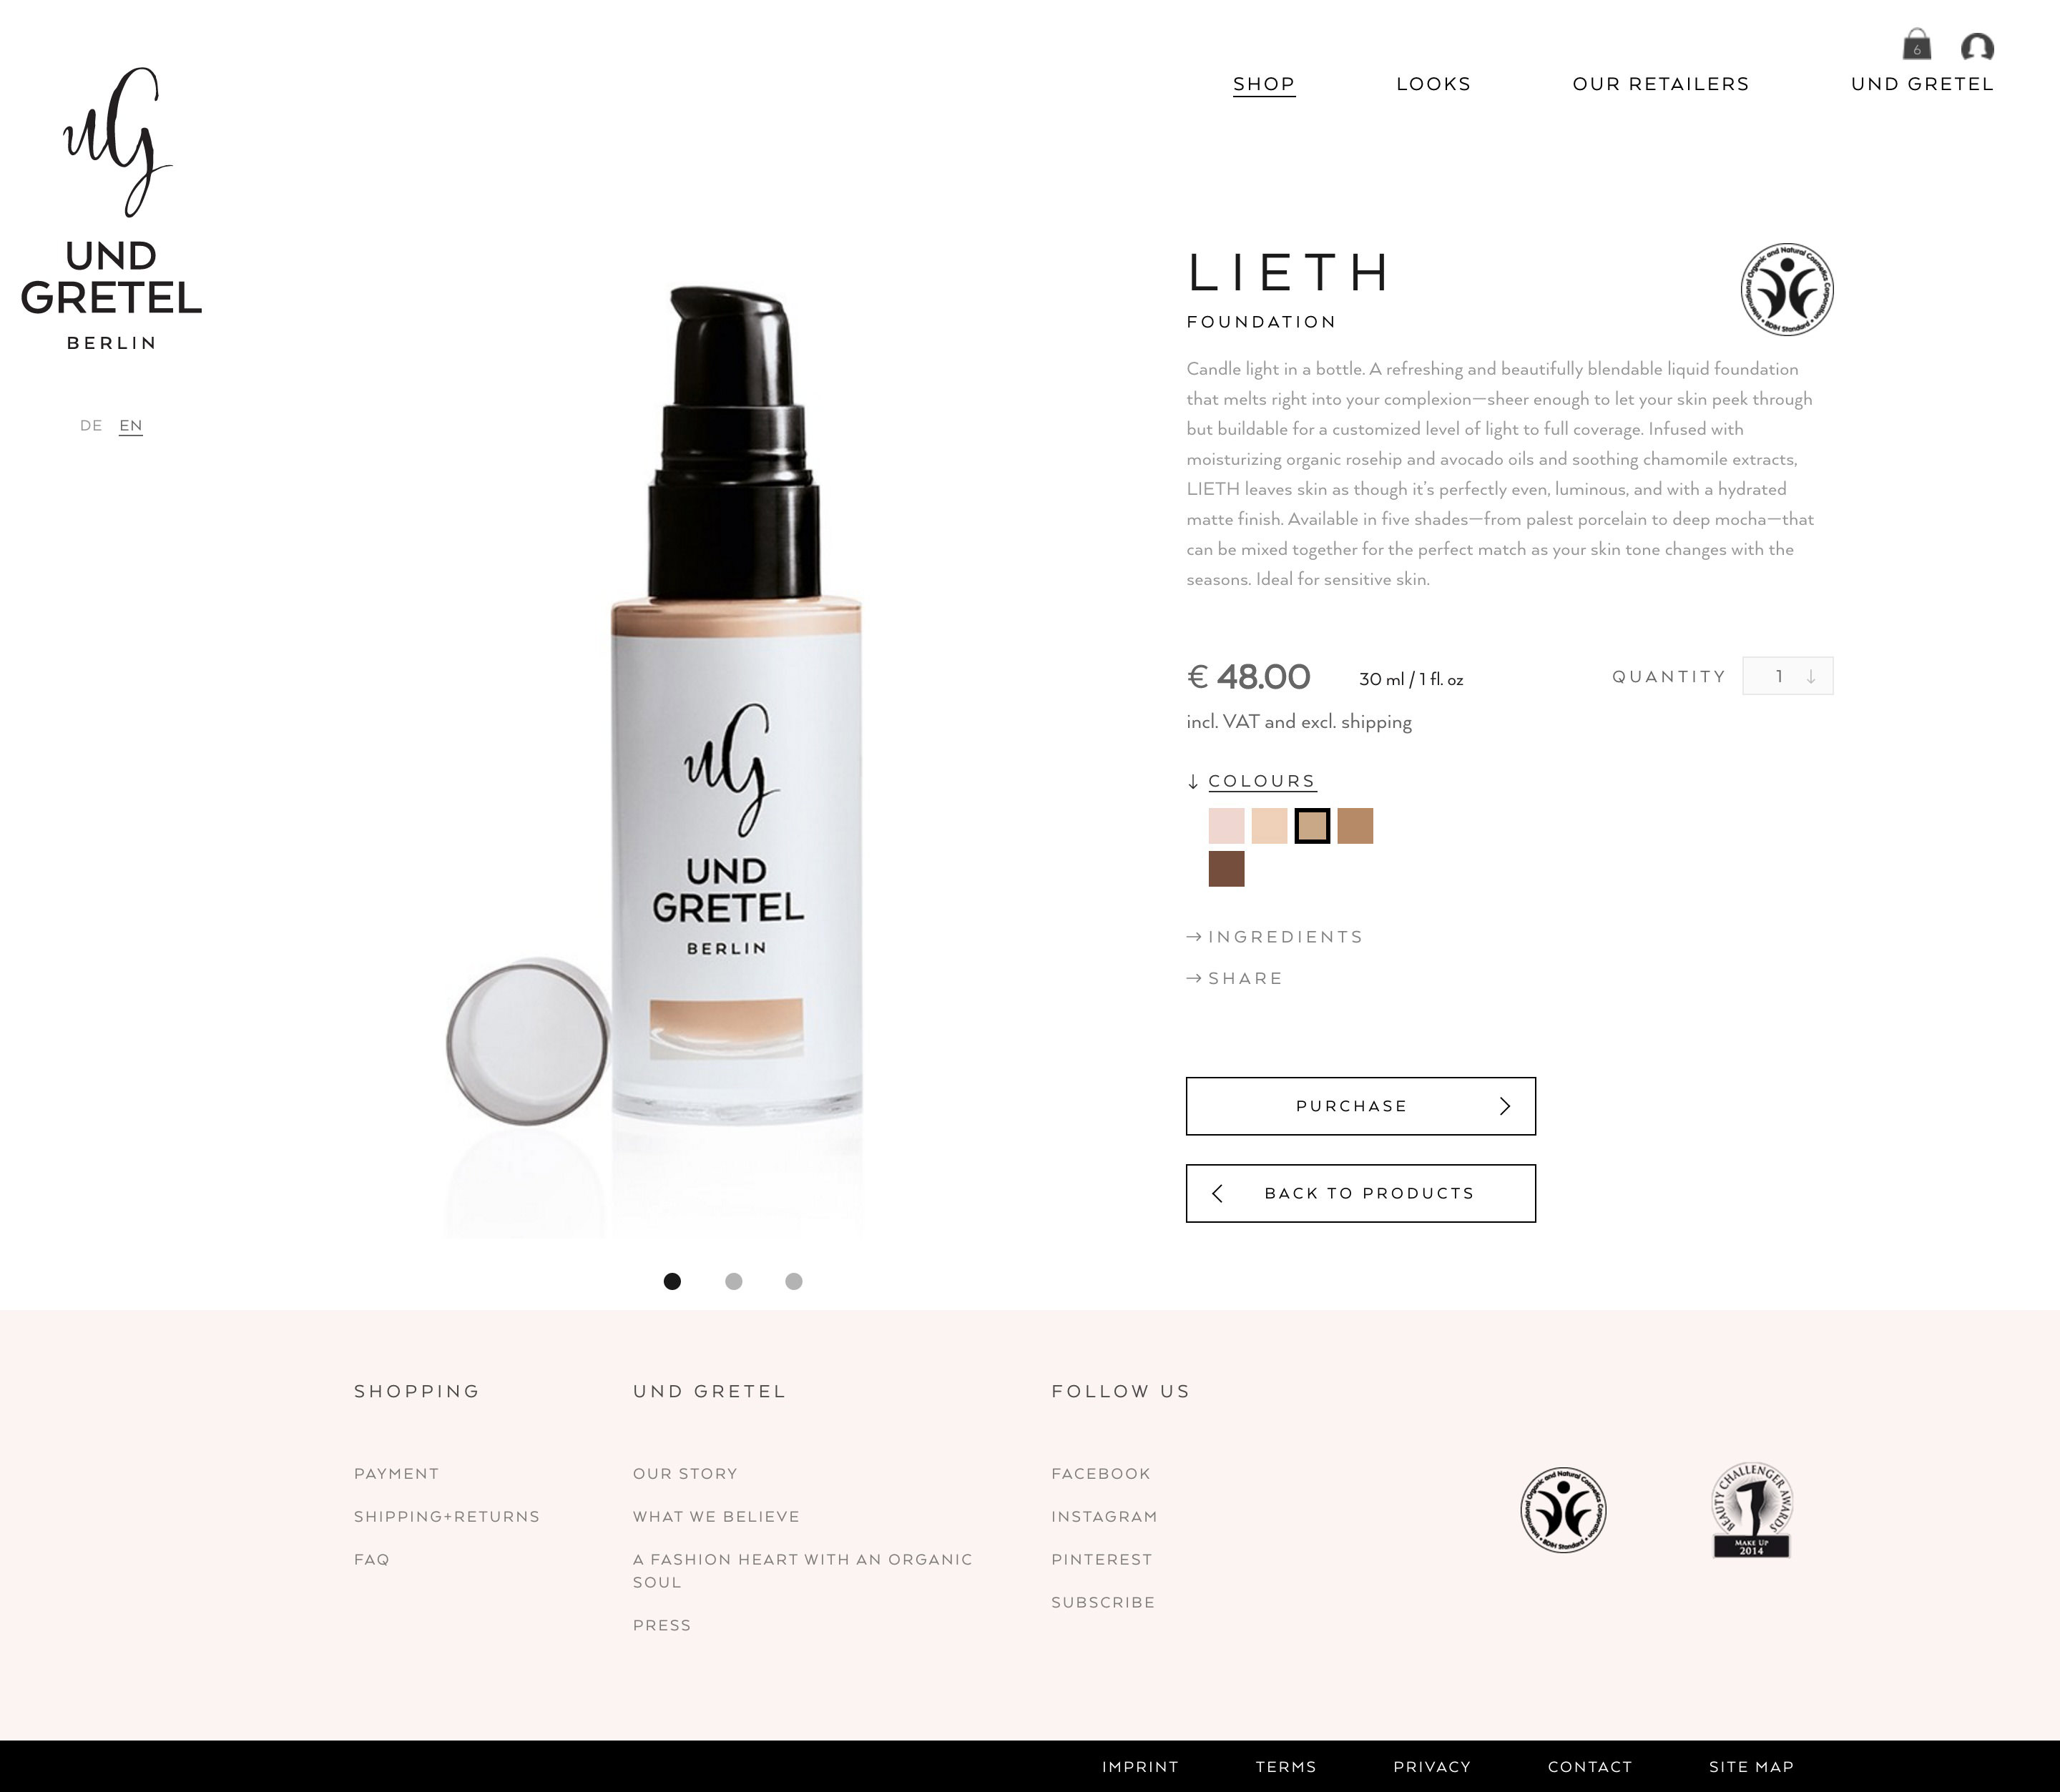 6
SHOP LOOKS OUR RETAILERS UND GRETEL
uG
UND
GRETEL
BERLIN
DE EN
uG
UND
GRETEL
BERLIN
LIETH
International Organic and Natural Cosmetics Corporation • BDIH Standard •
FOUNDATION
Candle light in a bottle. A refreshing and beautifully blendable liquid foundation
that melts right into your complexion—sheer enough to let your skin peek through
but buildable for a customized level of light to full coverage. Infused with
moisturizing organic rosehip and avocado oils and soothing chamomile extracts,
LIETH leaves skin as though it's perfectly even, luminous, and with a hydrated
matte finish. Available in five shades—from palest porcelain to deep mocha—that
can be mixed together for the perfect match as your skin tone changes with the
seasons. Ideal for sensitive skin.
€ 48.00 30 ml / 1 fl. oz QUANTITY 1 ↓
incl. VAT and excl. shipping
↓ COLOURS
→ INGREDIENTS
→ SHARE
PURCHASE
BACK TO PRODUCTS
SHOPPING
PAYMENT
SHIPPING+RETURNS
FAQ
UND GRETEL
OUR STORY
WHAT WE BELIEVE
A FASHION HEART WITH AN ORGANIC
SOUL
PRESS
FOLLOW US
FACEBOOK
INSTAGRAM
PINTEREST
SUBSCRIBE
International Organic and Natural Cosmetics Corporation • BDIH Standard •
BEAUTY CHALLENGER AWARDS
MAKE UP
2014
IMPRINT TERMS PRIVACY CONTACT SITE MAP